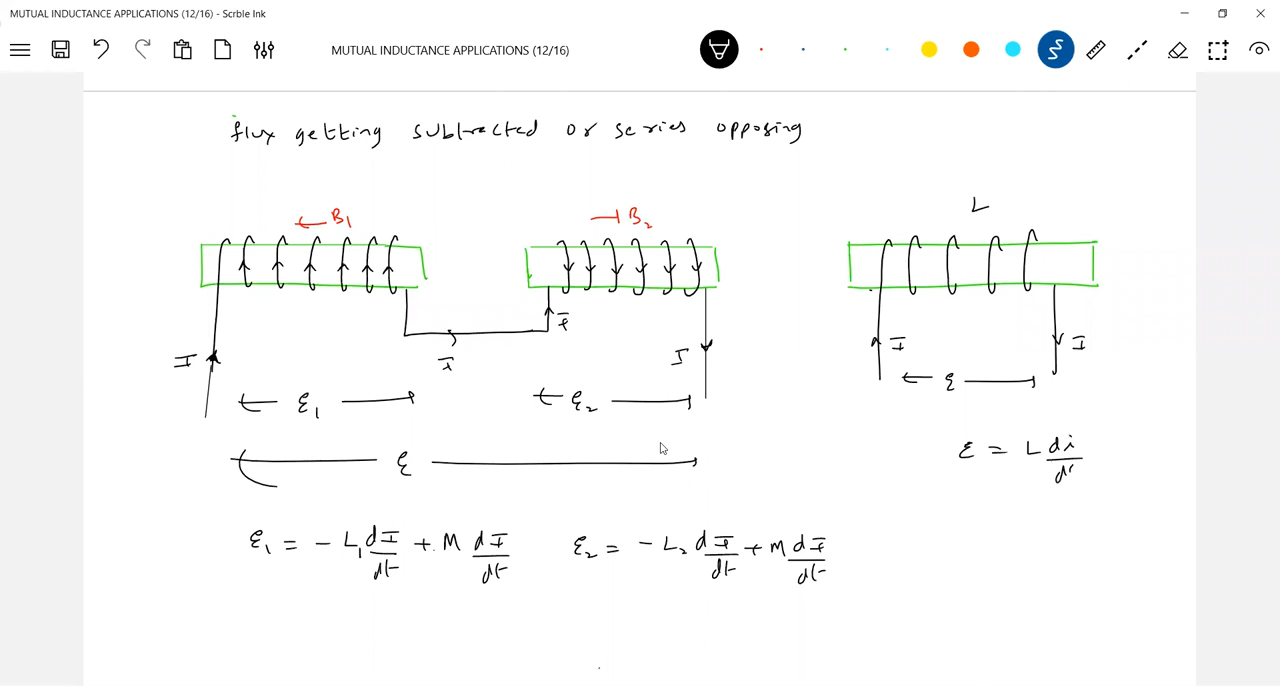 MUTUAL INDUCTANCE APPLICATIONS (12/16) - Scrble Ink
MUTUAL INDUCTANCE APPLICATIONS (12/16)
flux getting subtracted or series opposing
B₁
B₂
L
I
I
I
I
I
I
ε₁
ε₂
ε
ε
ε = L di/dt
ε₁ = - L₁ dI/dt + M dI/dt
ε₂ = - L₂ dI/dt + M dI/dt